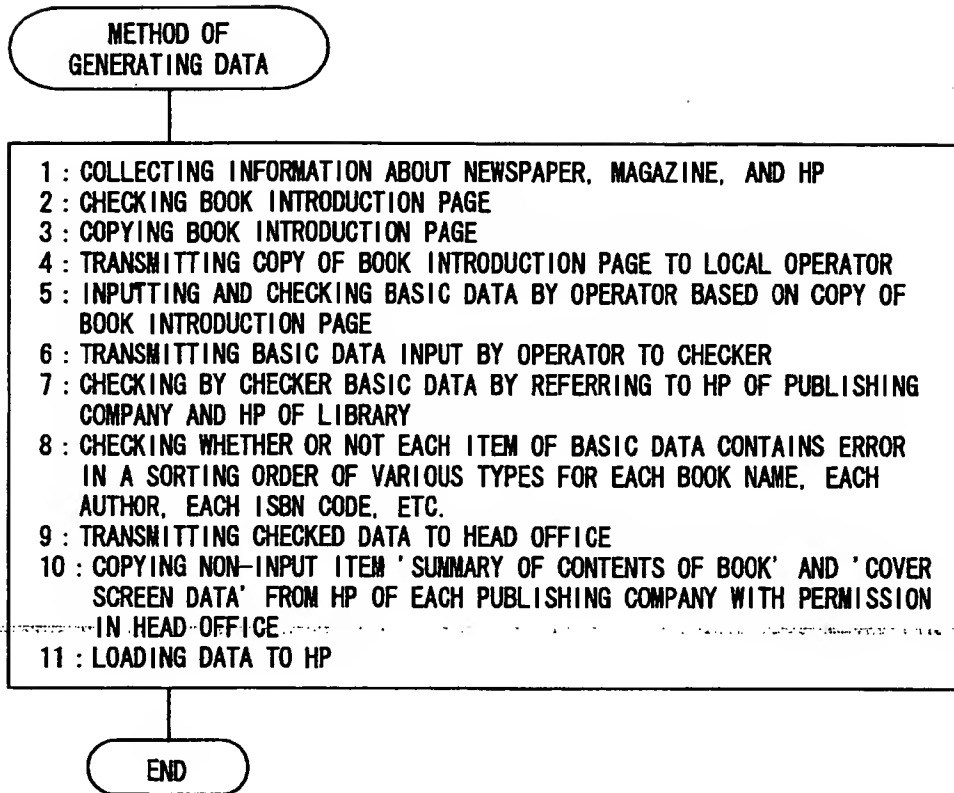 METHOD OF
GENERATING DATA
1 : COLLECTING INFORMATION ABOUT NEWSPAPER, MAGAZINE, AND HP
2 : CHECKING BOOK INTRODUCTION PAGE
3 : COPYING BOOK INTRODUCTION PAGE
4 : TRANSMITTING COPY OF BOOK INTRODUCTION PAGE TO LOCAL OPERATOR
5 : INPUTTING AND CHECKING BASIC DATA BY OPERATOR BASED ON COPY OF
BOOK INTRODUCTION PAGE
6 : TRANSMITTING BASIC DATA INPUT BY OPERATOR TO CHECKER
7 : CHECKING BY CHECKER BASIC DATA BY REFERRING TO HP OF PUBLISHING
COMPANY AND HP OF LIBRARY
8 : CHECKING WHETHER OR NOT EACH ITEM OF BASIC DATA CONTAINS ERROR
IN A SORTING ORDER OF VARIOUS TYPES FOR EACH BOOK NAME, EACH
AUTHOR, EACH ISBN CODE, ETC.
9 : TRANSMITTING CHECKED DATA TO HEAD OFFICE
10 : COPYING NON-INPUT ITEM 'SUMMARY OF CONTENTS OF BOOK' AND 'COVER
SCREEN DATA' FROM HP OF EACH PUBLISHING COMPANY WITH PERMISSION
IN HEAD OFFICE
11 : LOADING DATA TO HP
END